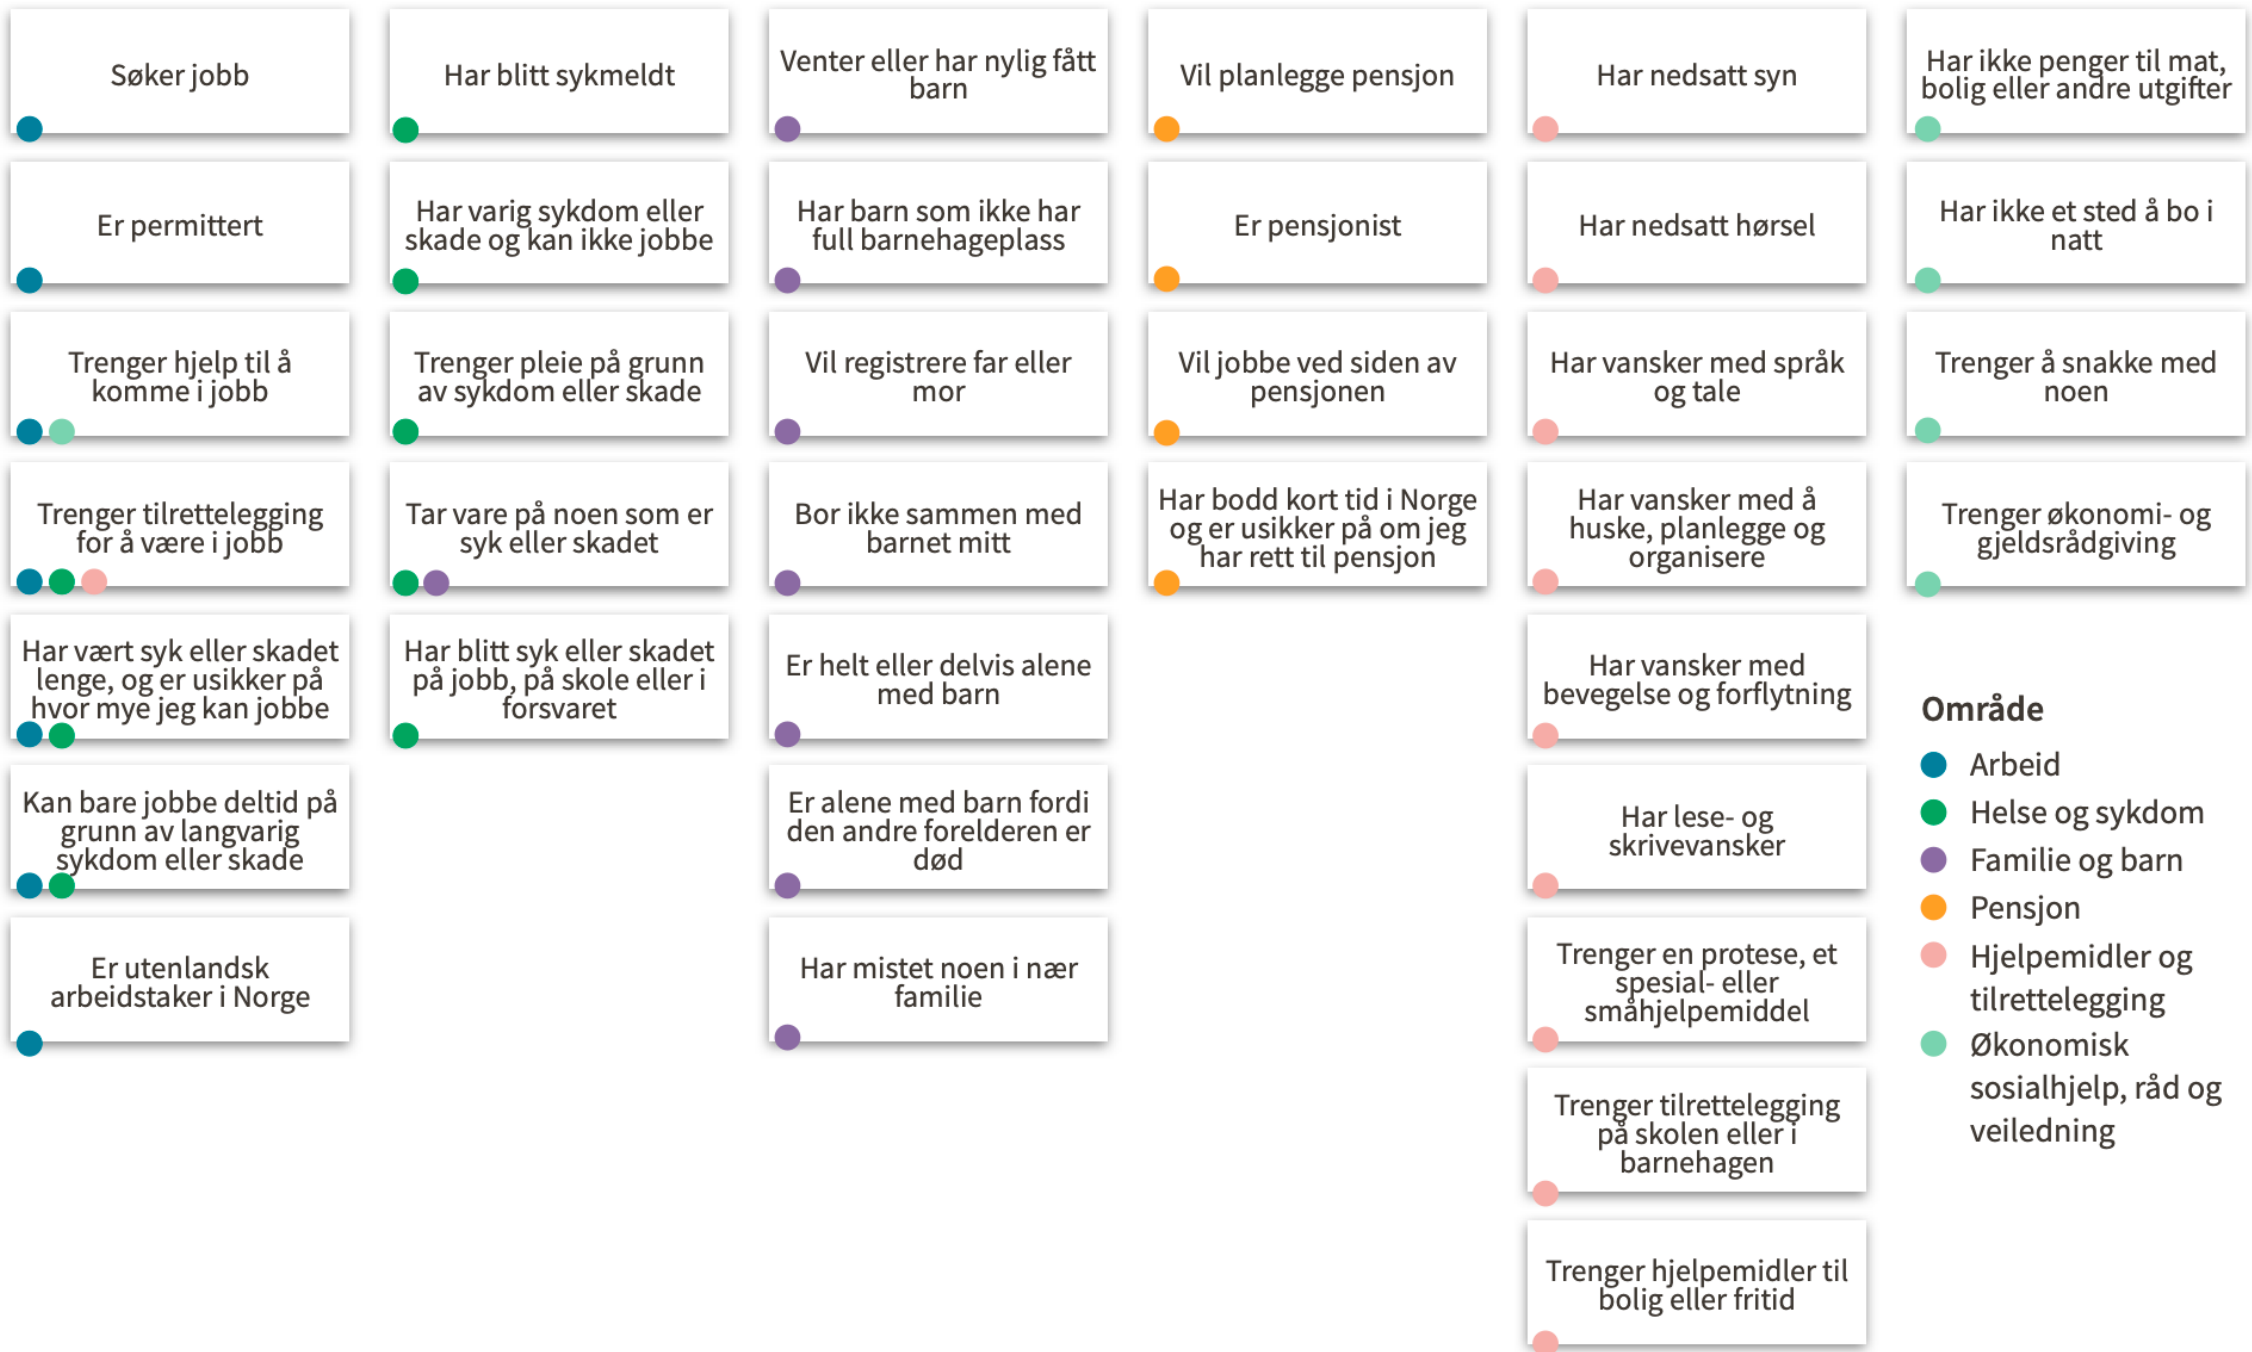 Søker jobb
Er permittert
Trenger hjelp til å
komme i jobb
Trenger tilrettelegging
for å være i jobb
Har vært syk eller skadet
lenge, og er usikker på
hvor mye jeg kan jobbe
Kan bare jobbe deltid på
grunn av langvarig
sykdom eller skade
Er utenlandsk
arbeidstaker i Norge
Har blitt sykmeldt
Har varig sykdom eller
skade og kan ikke jobbe
Trenger pleie på grunn
av sykdom eller skade
Tar vare på noen som er
syk eller skadet
Har blitt syk eller skadet
på jobb, på skole eller i
forsvaret
Venter eller har nylig fått
barn
Har barn som ikke har
full barnehageplass
Vil registrere far eller
mor
Bor ikke sammen med
barnet mitt
Er helt eller delvis alene
med barn
Er alene med barn fordi
den andre forelderen er
død
Har mistet noen i nær
familie
Vil planlegge pensjon
Er pensjonist
Vil jobbe ved siden av
pensjonen
Har bodd kort tid i Norge
og er usikker på om jeg
har rett til pensjon
Har nedsatt syn
Har nedsatt hørsel
Har vansker med språk
og tale
Har vansker med å
huske, planlegge og
organisere
Har vansker med
bevegelse og forflytning
Har lese- og
skrivevansker
Trenger en protese, et
spesial- eller
småhjelpemiddel
Trenger tilrettelegging
på skolen eller i
barnehagen
Trenger hjelpemidler til
bolig eller fritid
Har ikke penger til mat,
bolig eller andre utgifter
Har ikke et sted å bo i
natt
Trenger å snakke med
noen
Trenger økonomi- og
gjeldsrådgiving
Område
Arbeid
Helse og sykdom
Familie og barn
Pensjon
Hjelpemidler og
tilrettelegging
Økonomisk
sosialhjelp, råd og
veiledning